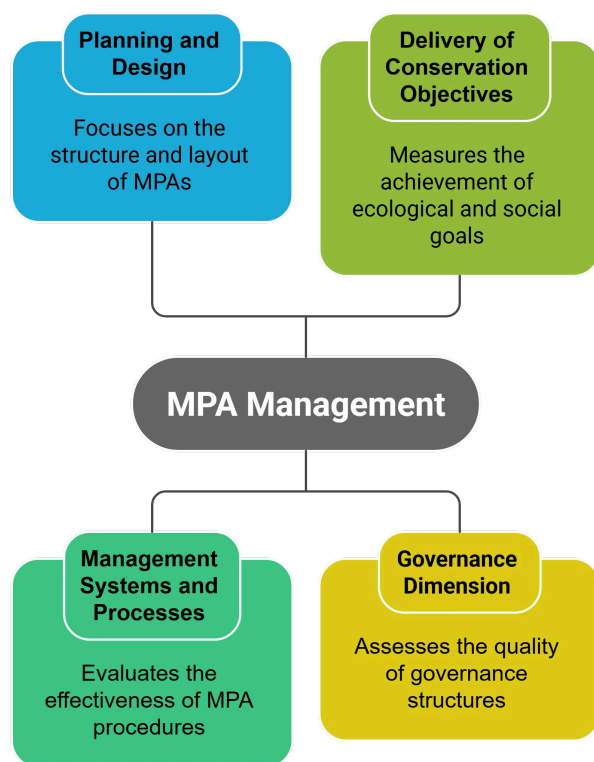 Planning and
Design
Focuses on the
structure and layout
of MPAs
Delivery of
Conservation
Objectives
Measures the
achievement of
ecological and social
goals
MPA Management
Management
Systems and
Processes
Evaluates the
effectiveness of MPA
procedures
Governance
Dimension
Assesses the quality
of governance
structures